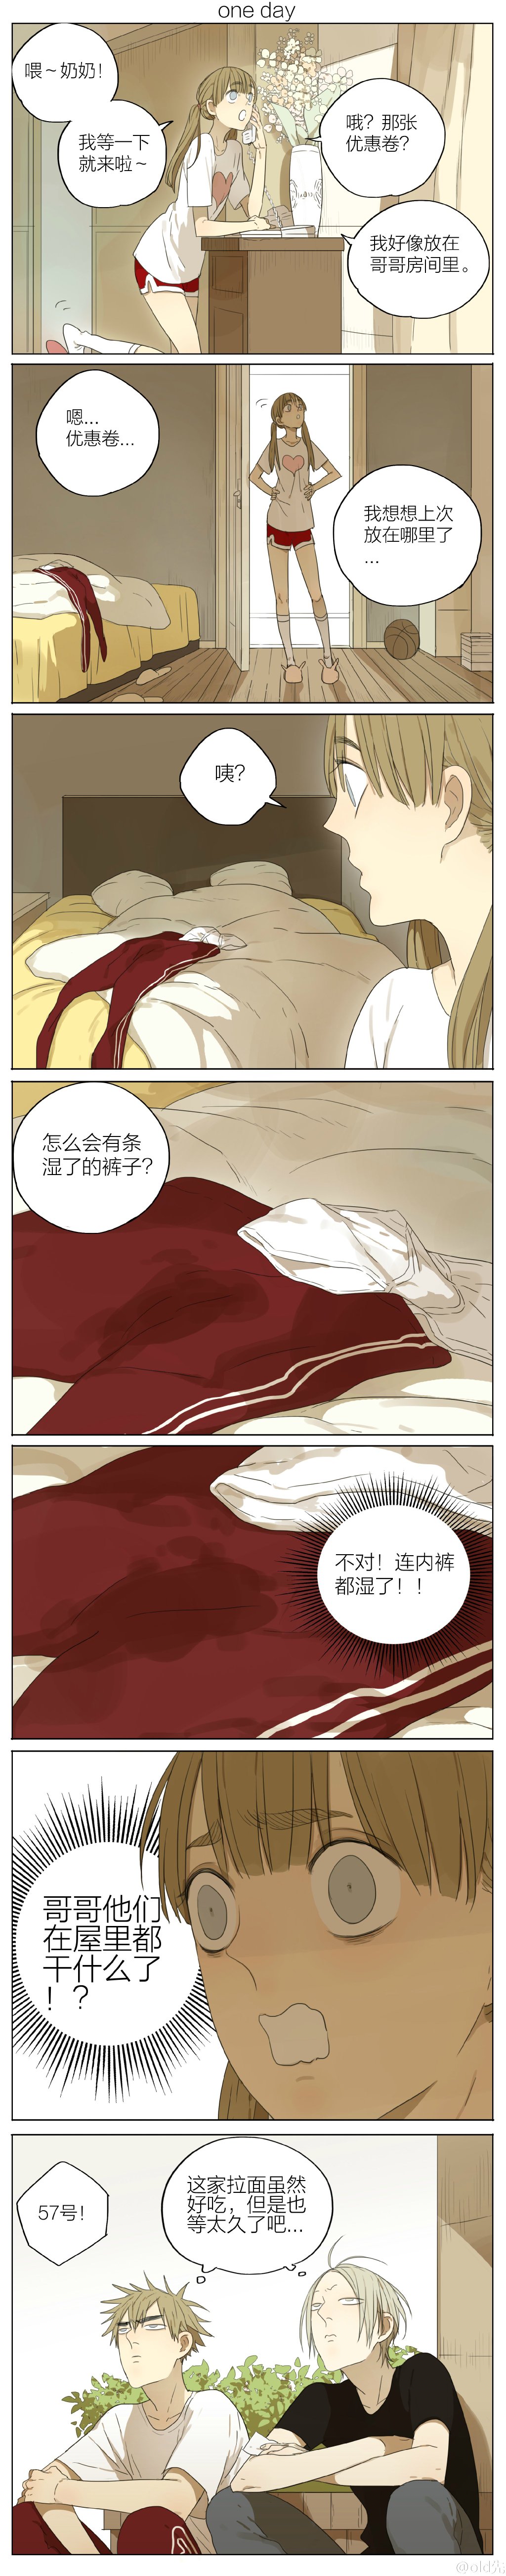 one day
喂～奶奶！
我等一下
就来啦～
哦？那张
优惠卷？
我好像放在
哥哥房间里。
嗯...
优惠卷...
我想想上次
放在哪里了
...
咦？
怎么会有条
湿了的裤子？
不对！连内裤
都湿了！！
哥哥他们
在屋里都
干什么了
！？
57号！
这家拉面虽然
好吃，但是也
等太久了吧...
@old先